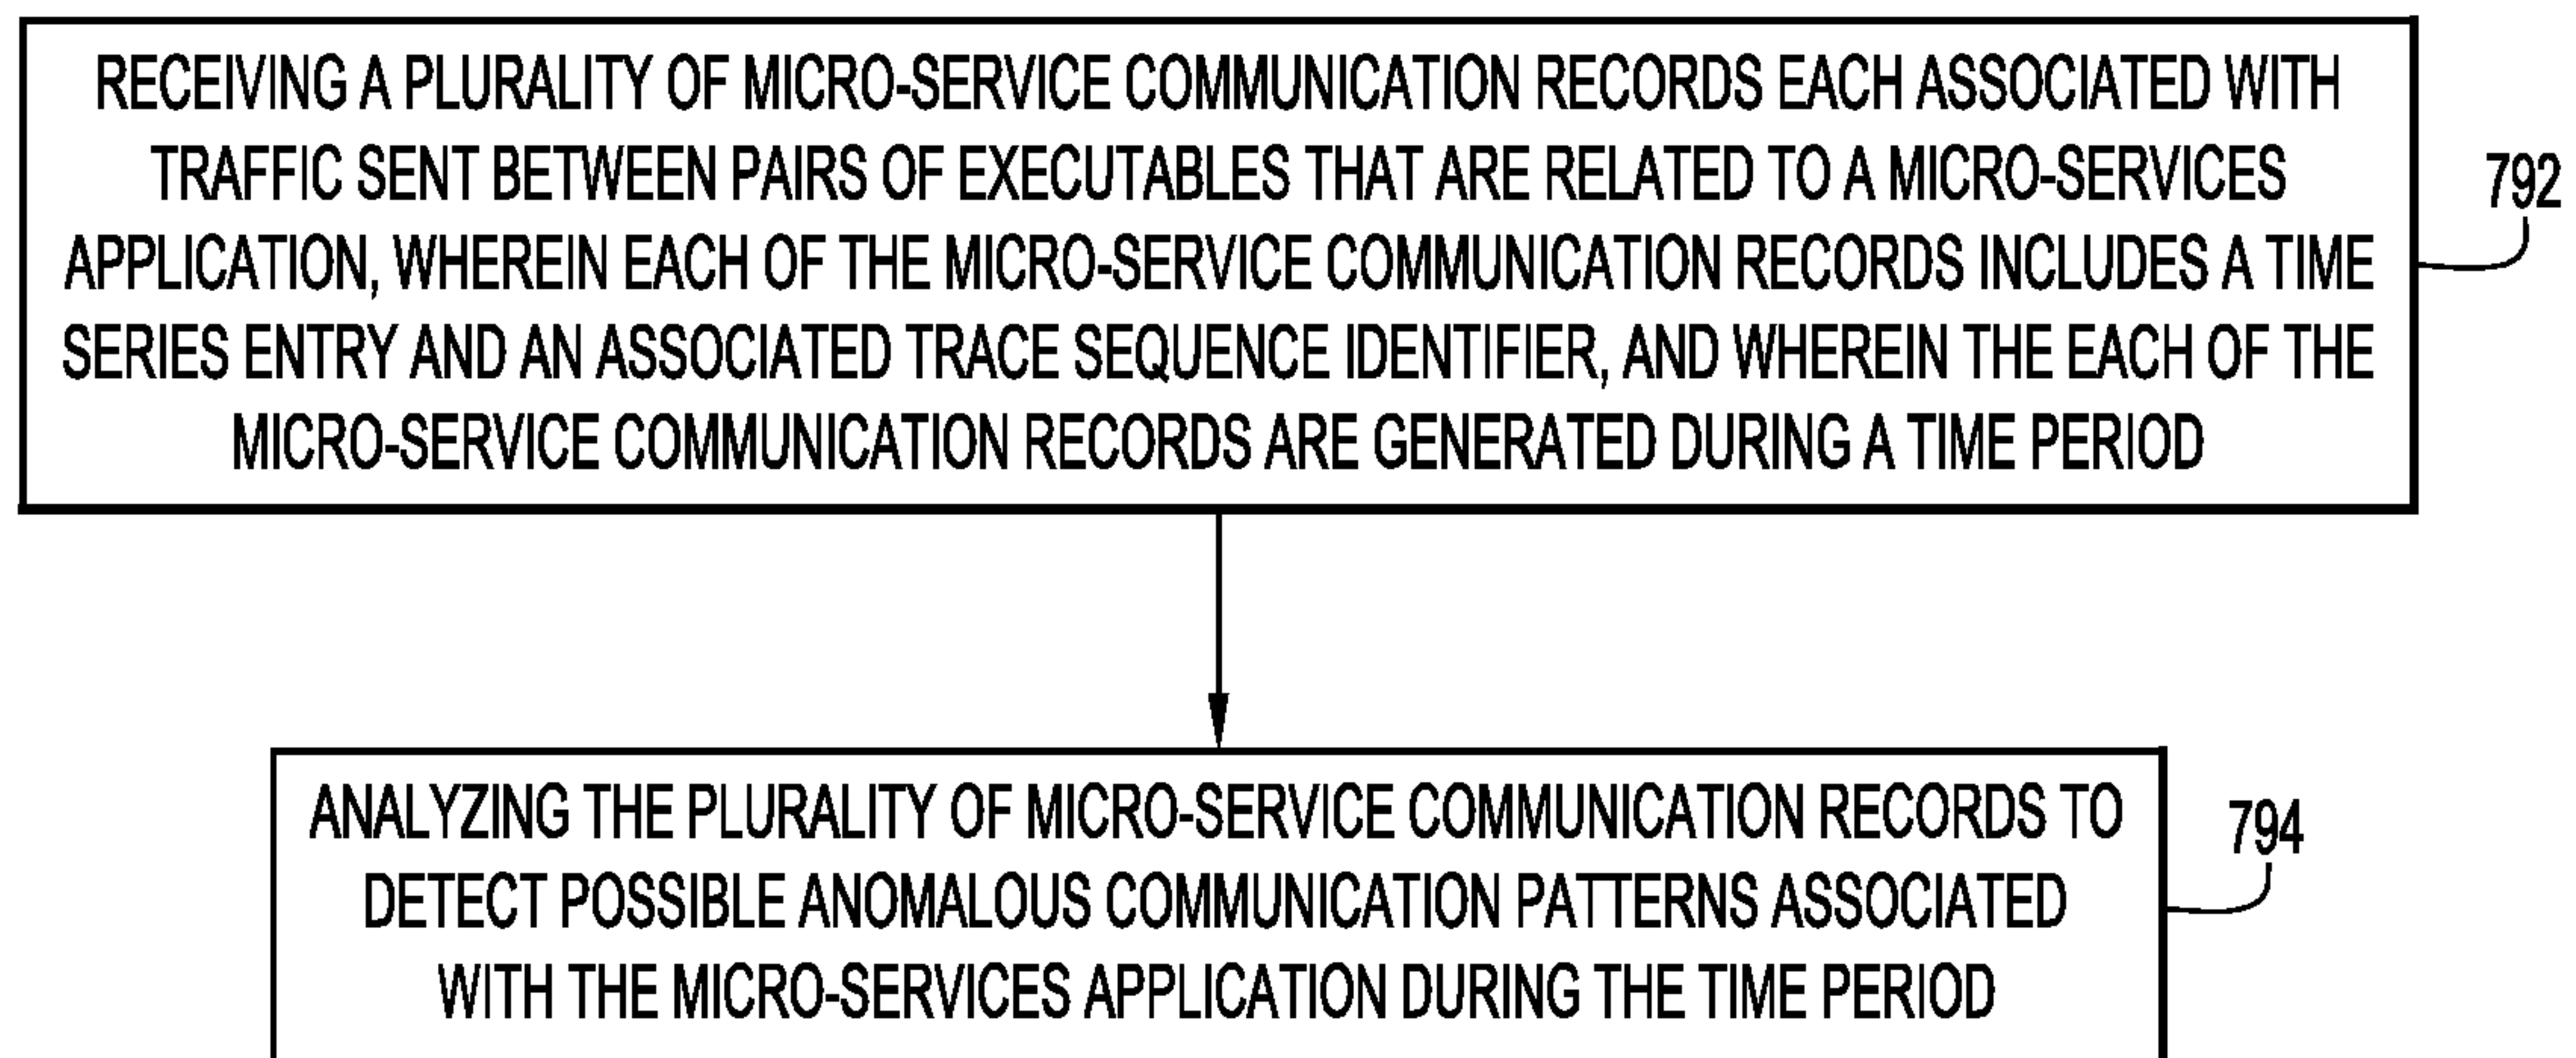 RECEIVING A PLURALITY OF MICRO-SERVICE COMMUNICATION RECORDS EACH ASSOCIATED WITH
TRAFFIC SENT BETWEEN PAIRS OF EXECUTABLES THAT ARE RELATED TO A MICRO-SERVICES
APPLICATION, WHEREIN EACH OF THE MICRO-SERVICE COMMUNICATION RECORDS INCLUDES A TIME
SERIES ENTRY AND AN ASSOCIATED TRACE SEQUENCE IDENTIFIER, AND WHEREIN THE EACH OF THE
MICRO-SERVICE COMMUNICATION RECORDS ARE GENERATED DURING A TIME PERIOD
792
ANALYZING THE PLURALITY OF MICRO-SERVICE COMMUNICATION RECORDS TO
DETECT POSSIBLE ANOMALOUS COMMUNICATION PATTERNS ASSOCIATED
WITH THE MICRO-SERVICES APPLICATION DURING THE TIME PERIOD
794